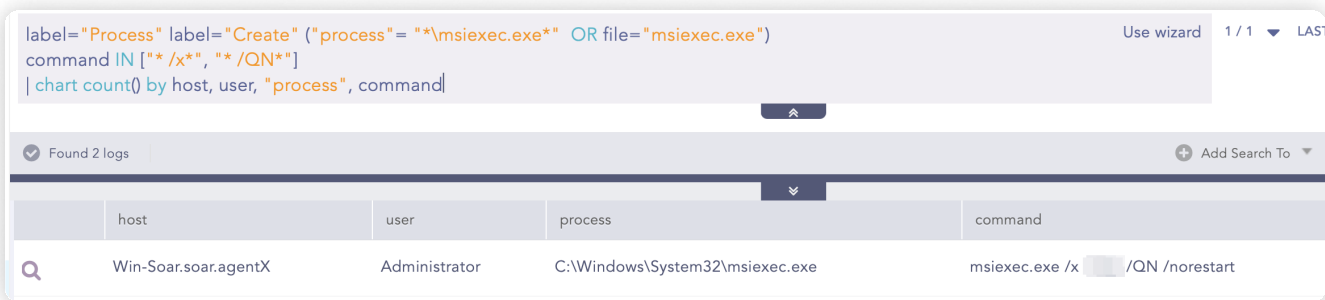 label="Process" label="Create" ("process"= "*\msiexec.exe*" OR file="msiexec.exe")
Use wizard 1 / 1 LAST
command IN ["* /x*", "* /QN*"]
| chart count() by host, user, "process", command
Found 2 logs
Add Search To
host user process command
Win-Soar.soar.agentX Administrator C:\Windows\System32\msiexec.exe msiexec.exe /x /QN /norestart